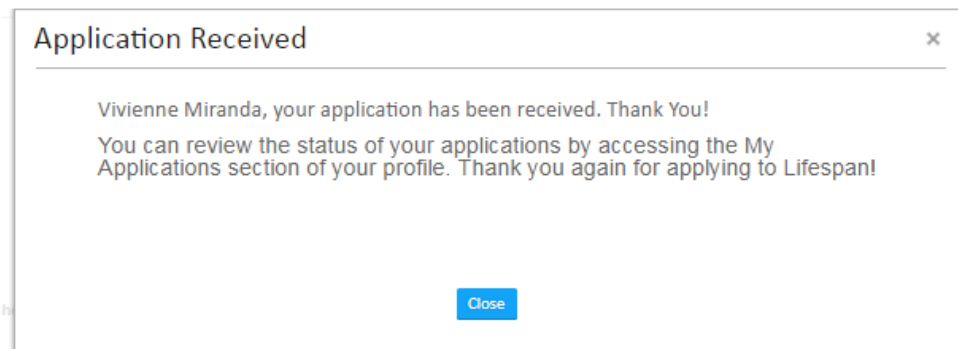 Application Received
×
Vivienne Miranda, your application has been received. Thank You!
You can review the status of your applications by accessing the My
Applications section of your profile. Thank you again for applying to Lifespan!
Close